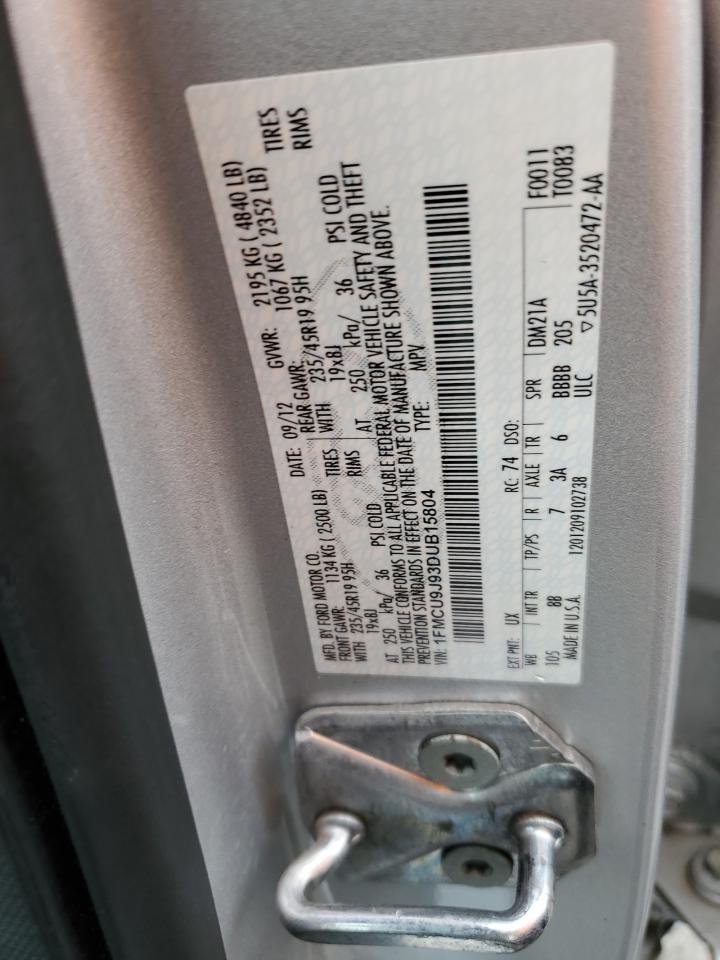 MFD. BY FORD MOTOR CO. DATE: 09/12 GVWR: 2195 KG ( 4840 LB)
FRONT GAWR: 1134 KG ( 2500 LB) REAR GAWR: 1067 KG ( 2352 LB)
WITH 235/45R19 95H TIRES WITH 235/45R19 95H TIRES
19x8J RIMS 19x8J RIMS
AT 250 kPa/ 36 PSI COLD AT 250 kPa/ 36 PSI COLD
THIS VEHICLE CONFORMS TO ALL APPLICABLE FEDERAL MOTOR VEHICLE SAFETY AND THEFT
PREVENTION STANDARDS IN EFFECT ON THE DATE OF MANUFACTURE SHOWN ABOVE.
VIN: 1FMCU9J93DUB15804 TYPE: MPV
EXT PNT: UX RC: 74 DSO: F0011
WB INT TR TP/PS R AXLE TR SPR DM21A T0083
105 8B 7 3A 6 BBBB 205
MADE IN U.S.A. 1201209102738 ULC ▽5U5A-3520472-AA